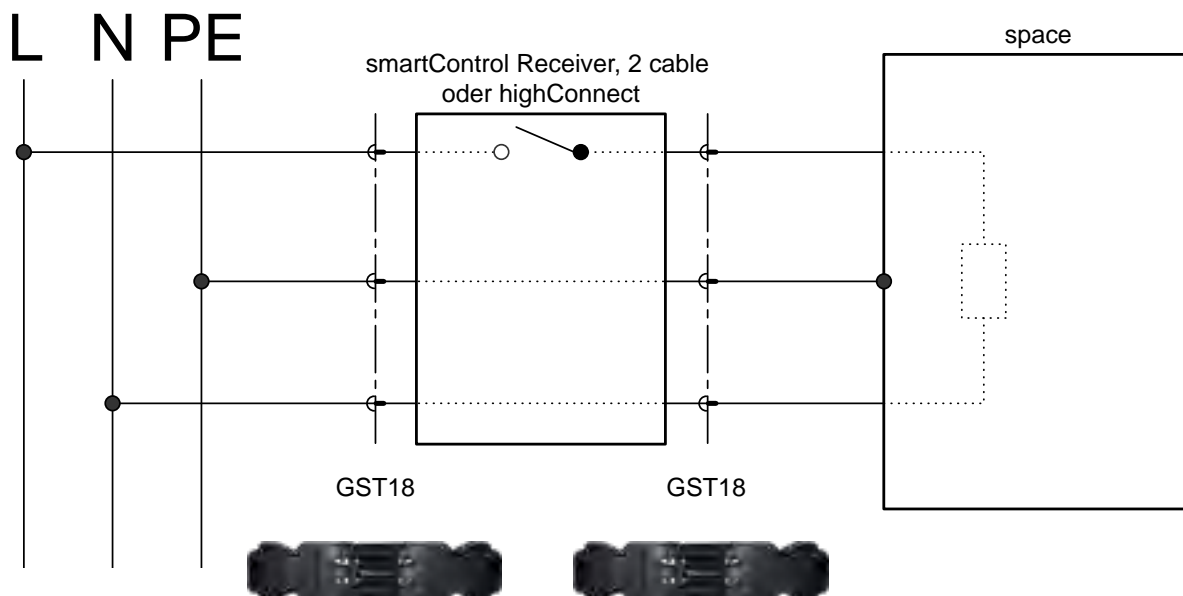 L N PE
space
smartControl Receiver, 2 cable
oder highConnect
GST18
GST18